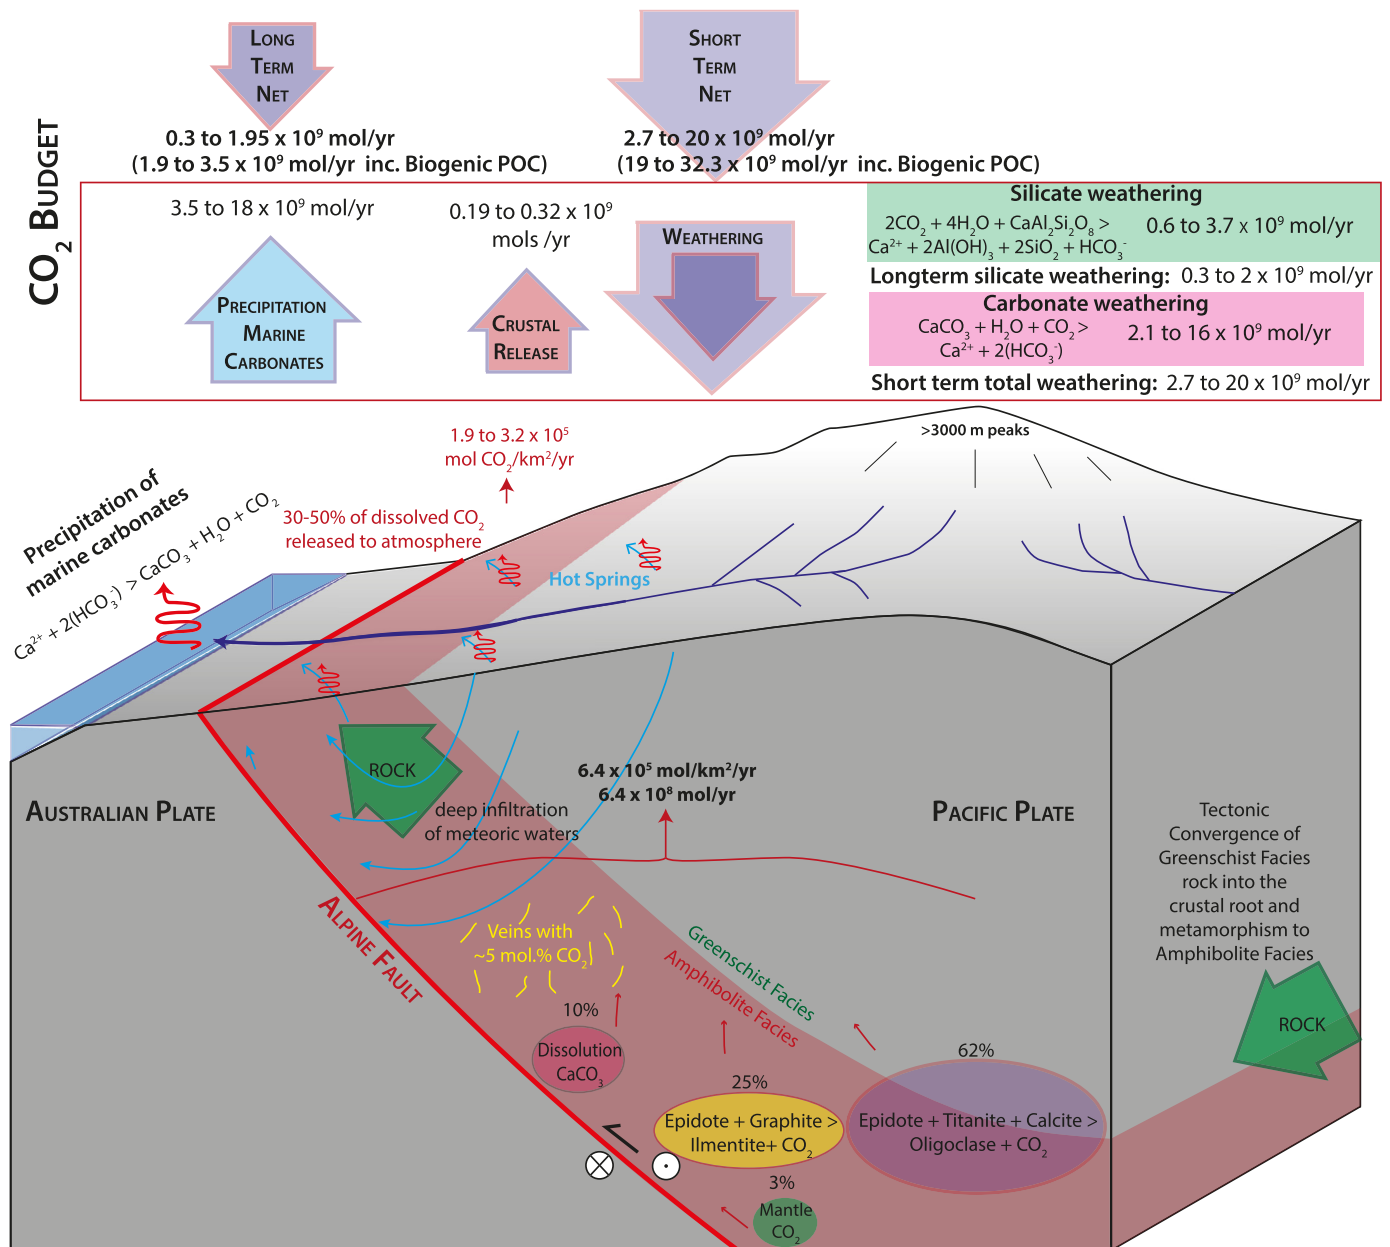 LONG
TERM
NET
0.3 to 1.95 x 10⁹ mol/yr
(1.9 to 3.5 x 10⁹ mol/yr inc. Biogenic POC)
SHORT
TERM
NET
2.7 to 20 x 10⁹ mol/yr
(19 to 32.3 x 10⁹ mol/yr inc. Biogenic POC)
CO₂ BUDGET
3.5 to 18 x 10⁹ mol/yr
PRECIPITATION
MARINE
CARBONATES
0.19 to 0.32 x 10⁹
mols /yr
CRUSTAL
RELEASE
WEATHERING
Silicate weathering
2CO₂ + 4H₂O + CaAl₂Si₂O₈ >
Ca²⁺ + 2Al(OH)₃ + 2SiO₂ + HCO₃⁻
0.6 to 3.7 x 10⁹ mol/yr
Longterm silicate weathering: 0.3 to 2 x 10⁹ mol/yr
Carbonate weathering
CaCO₃ + H₂O + CO₂ >
Ca²⁺ + 2(HCO₃⁻)
2.1 to 16 x 10⁹ mol/yr
Short term total weathering: 2.7 to 20 x 10⁹ mol/yr
>3000 m peaks
1.9 to 3.2 x 10⁵
mol CO₂/km²/yr
30-50% of dissolved CO₂
released to atmosphere
Precipitation of
marine carbonates
Ca²⁺ + 2(HCO₃⁻) > CaCO₃ + H₂O + CO₂
Hot Springs
ROCK
deep infiltration
of meteoric waters
6.4 x 10⁵ mol/km²/yr
6.4 x 10⁸ mol/yr
AUSTRALIAN PLATE
PACIFIC PLATE
Tectonic
Convergence of
Greenschist Facies
rock into the
crustal root and
metamorphism to
Amphibolite Facies
ROCK
ALPINE FAULT
Veins with
~5 mol.% CO₂
Greenschist Facies
Amphibolite Facies
10%
Dissolution
CaCO₃
25%
Epidote + Graphite >
Ilmentite+ CO₂
62%
Epidote + Titanite + Calcite >
Oligoclase + CO₂
3%
Mantle
CO₂